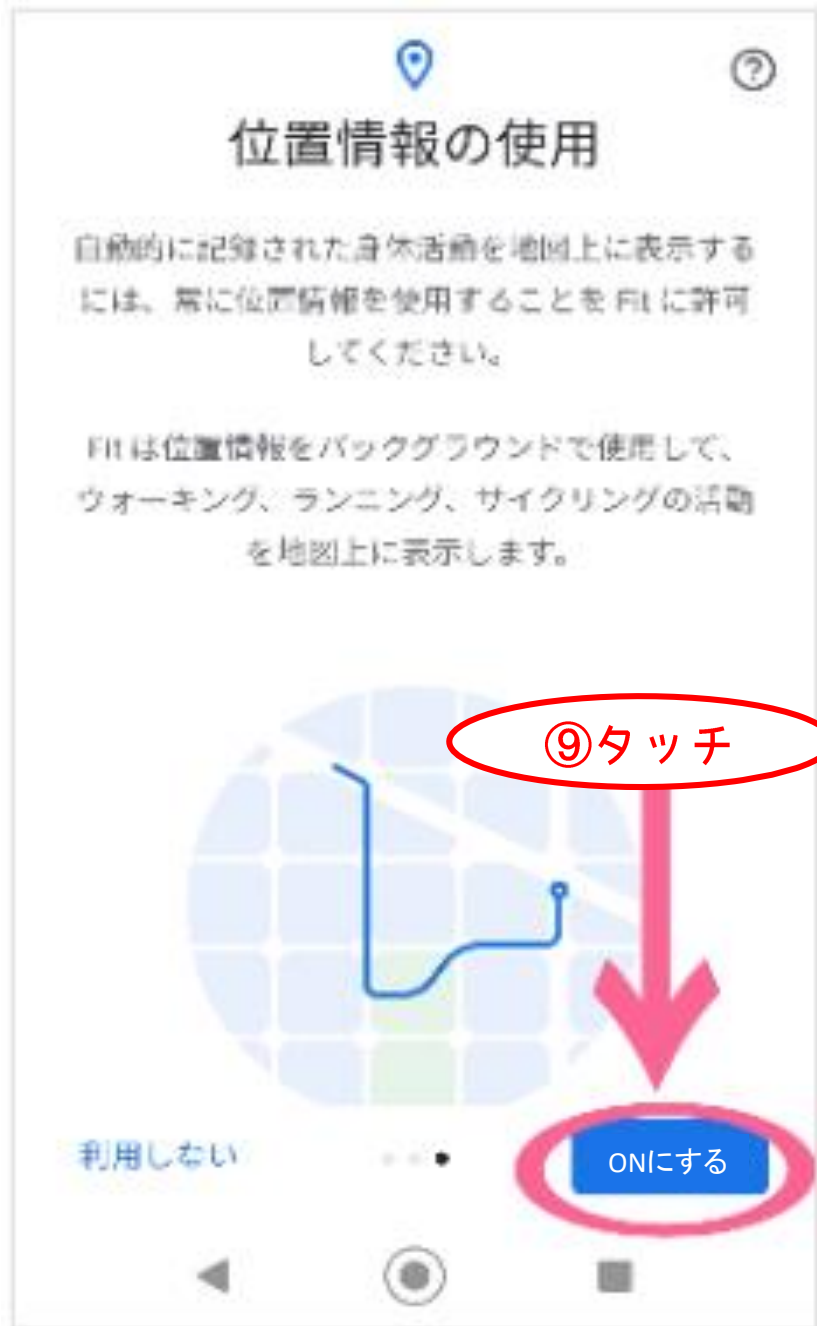 位置情報の使用
自動的に記録された身体活動を地図上に表示する
には、常に位置情報を使用することを Fit に許可
してください。
Fit は位置情報をバックグラウンドで使用して、
ウォーキング、ランニング、サイクリングの活動
を地図上に表示します。
⑨タッチ
利用しない
ONにする